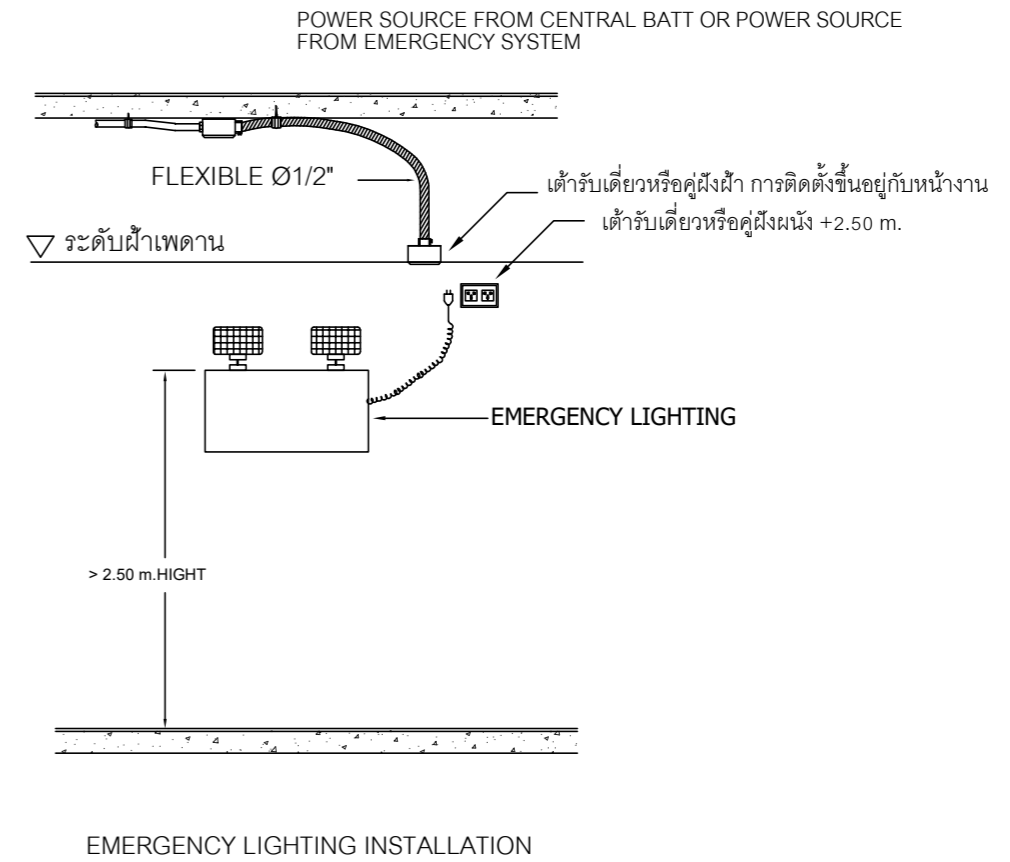 POWER SOURCE FROM CENTRAL BATT OR POWER SOURCE
FROM EMERGENCY SYSTEM
FLEXIBLE Ø1/2"
เต้ารับเดี่ยวหรือคู่ฝังฝ้า การติดตั้งขึ้นอยู่กับหน้างาน
เต้ารับเดี่ยวหรือคู่ฝังผนัง +2.50 m.
ระดับฝ้าเพดาน
EMERGENCY LIGHTING
> 2.50 m.HIGHT
EMERGENCY LIGHTING INSTALLATION